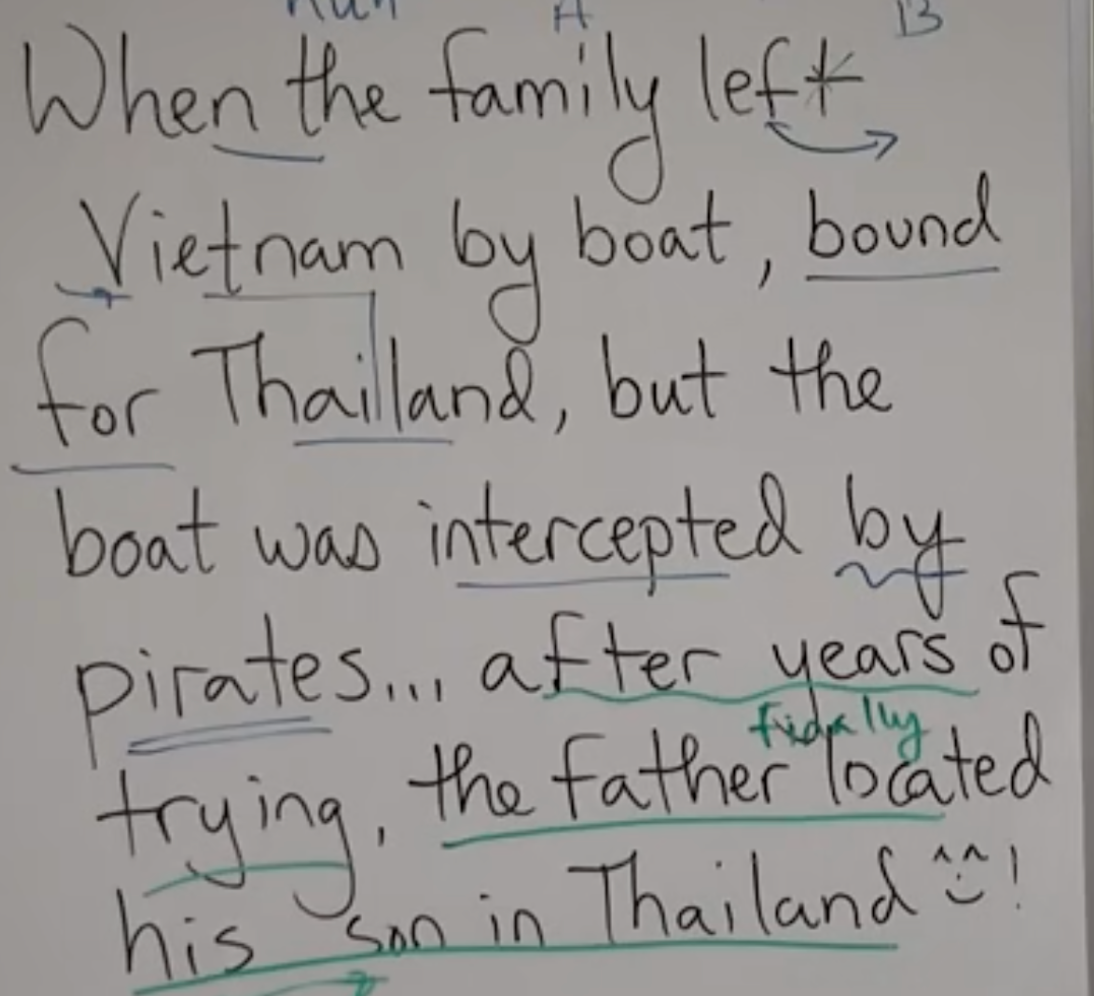 A B
When the family left
Vietnam by boat, bound
for Thailand, but the
boat was intercepted by
pirates... after years of
finally
trying, the father located
his son in Thailand ^^!